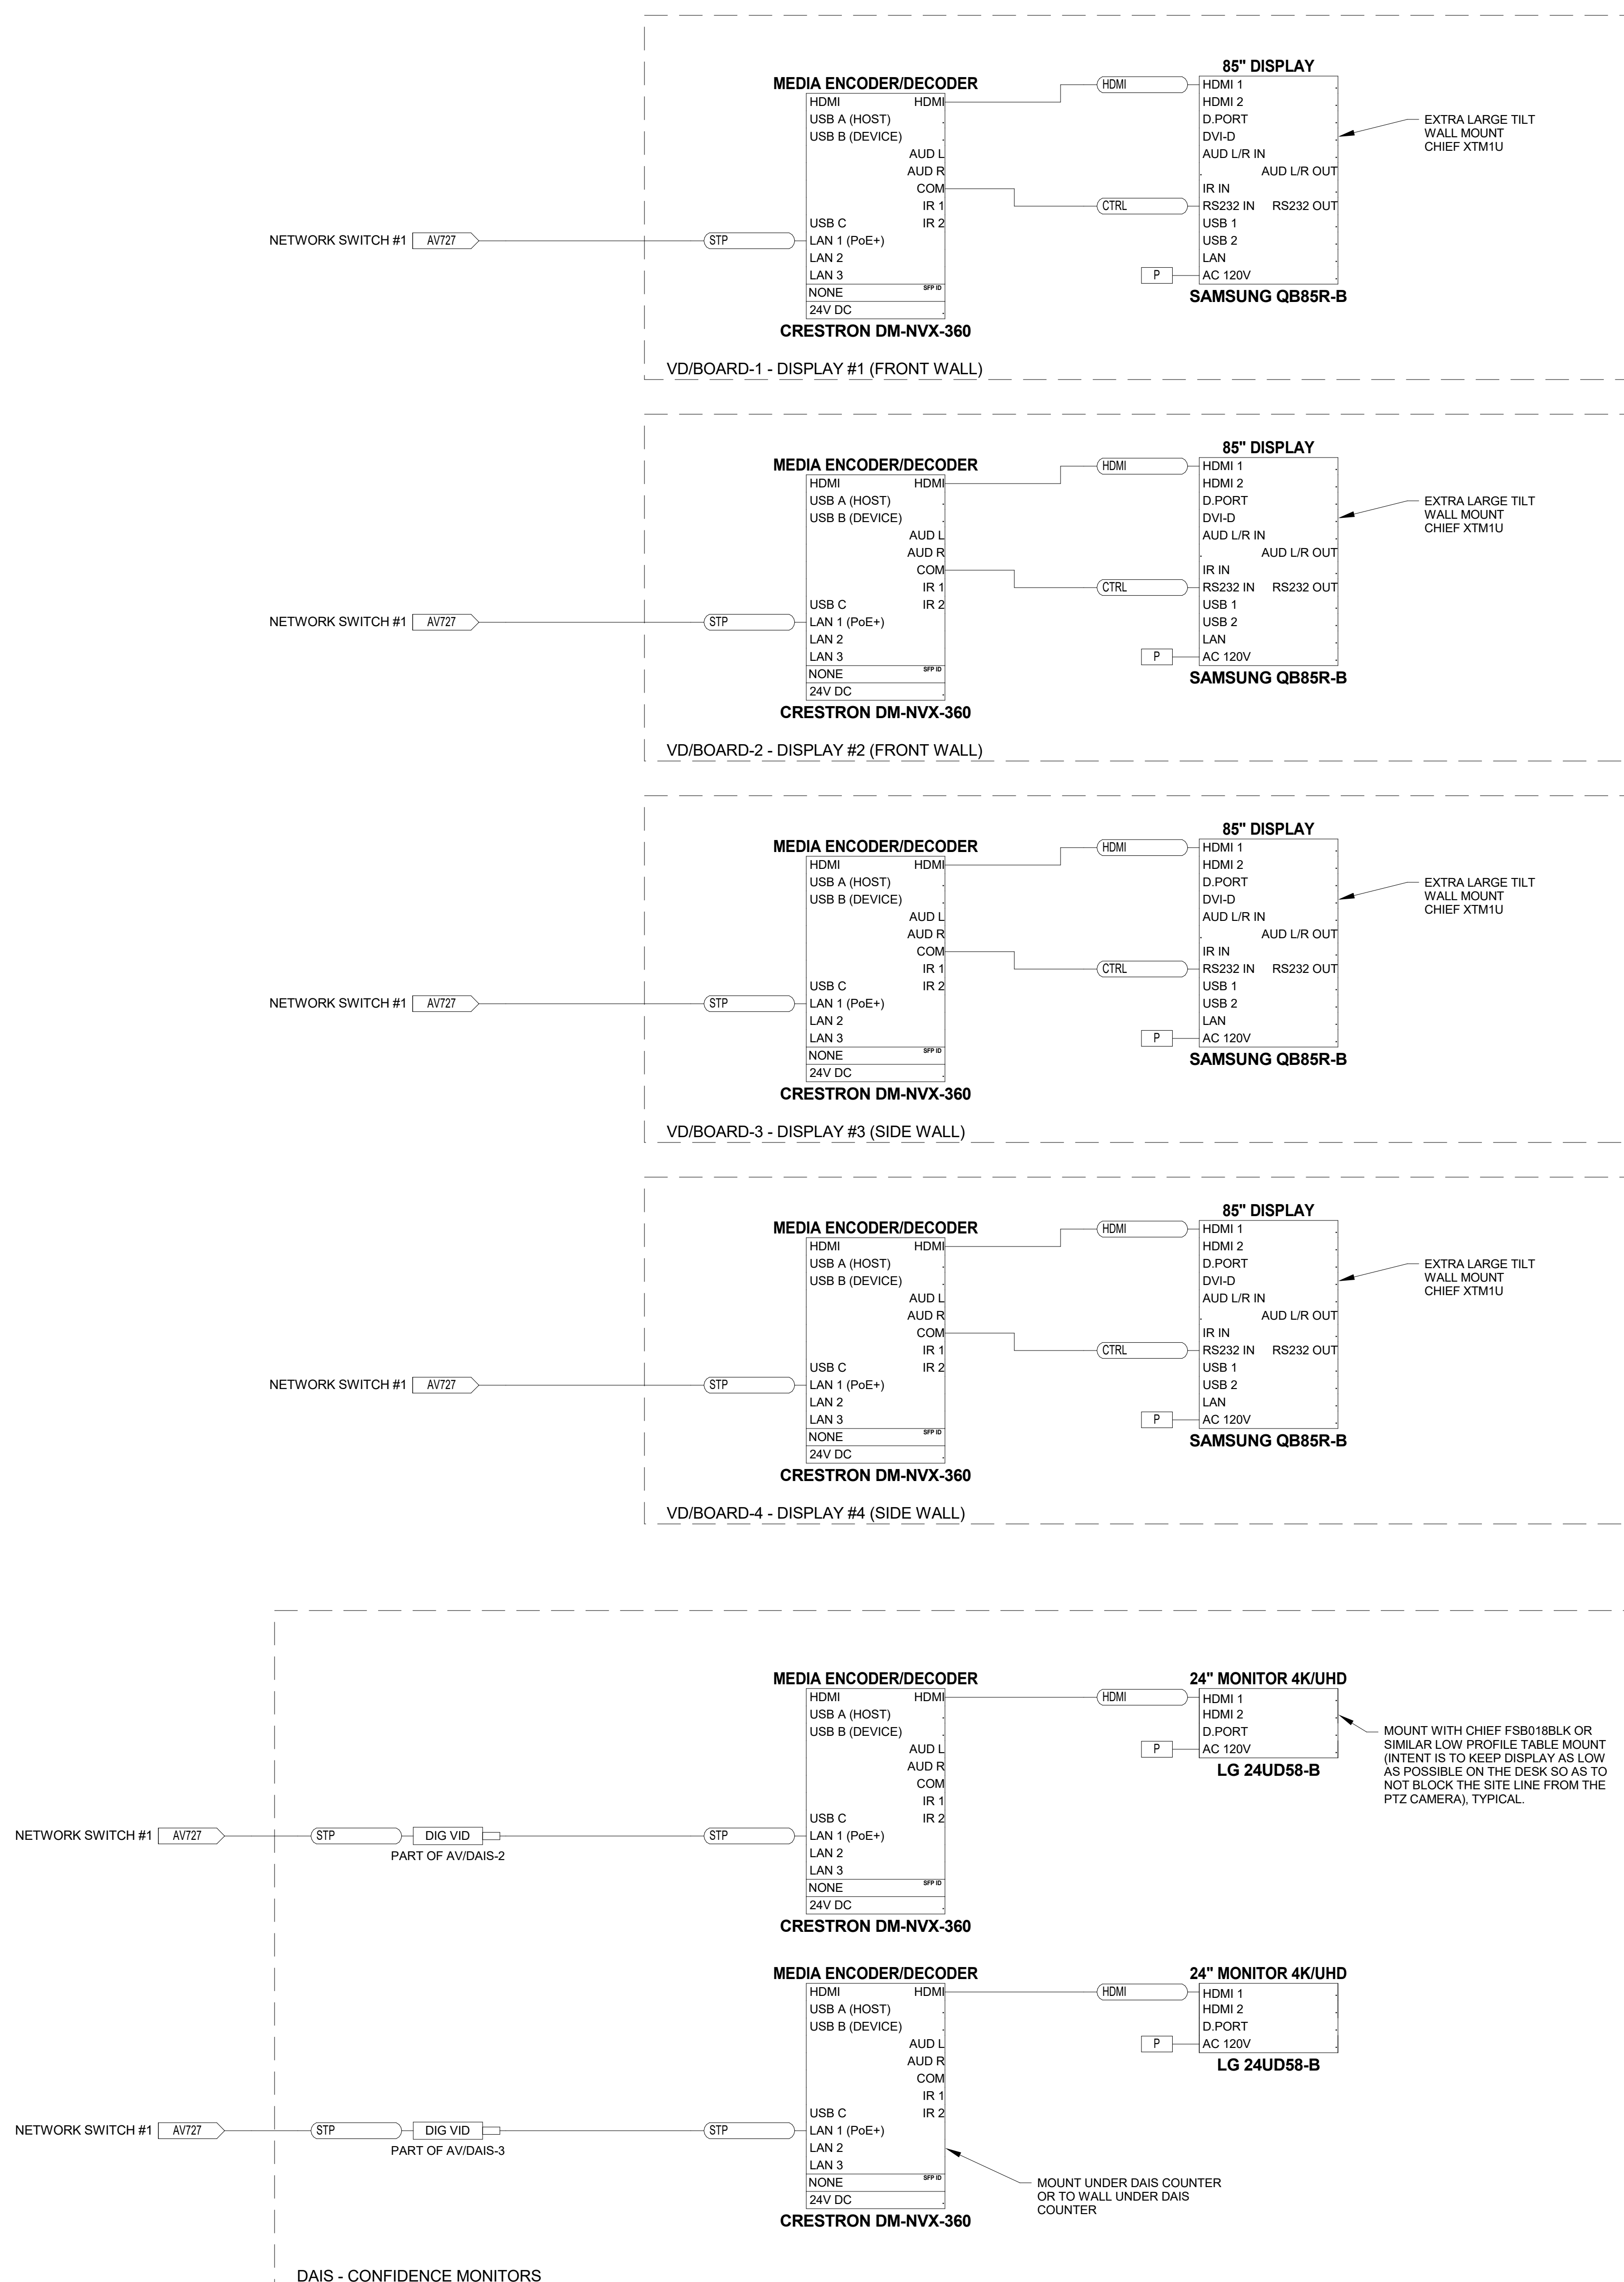 85" DISPLAY
MEDIA ENCODER/DECODER
HDMI HDMI
USB A (HOST)
USB B (DEVICE)
AUD L
AUD R
COM
IR 1
USB C IR 2
LAN 1 (PoE+)
LAN 2
LAN 3
NONE SFP ID
24V DC
CRESTRON DM-NVX-360
HDMI
CTRL
HDMI 1
HDMI 2
D.PORT
DVI-D
AUD L/R IN
AUD L/R OUT
IR IN
RS232 IN RS232 OUT
USB 1
USB 2
LAN
P AC 120V
SAMSUNG QB85R-B
EXTRA LARGE TILT
WALL MOUNT
CHIEF XTM1U
NETWORK SWITCH #1 AV727 STP
VD/BOARD-1 - DISPLAY #1 (FRONT WALL)
85" DISPLAY
MEDIA ENCODER/DECODER
HDMI HDMI
USB A (HOST)
USB B (DEVICE)
AUD L
AUD R
COM
IR 1
USB C IR 2
LAN 1 (PoE+)
LAN 2
LAN 3
NONE SFP ID
24V DC
CRESTRON DM-NVX-360
HDMI
CTRL
HDMI 1
HDMI 2
D.PORT
DVI-D
AUD L/R IN
AUD L/R OUT
IR IN
RS232 IN RS232 OUT
USB 1
USB 2
LAN
P AC 120V
SAMSUNG QB85R-B
EXTRA LARGE TILT
WALL MOUNT
CHIEF XTM1U
NETWORK SWITCH #1 AV727 STP
VD/BOARD-2 - DISPLAY #2 (FRONT WALL)
85" DISPLAY
MEDIA ENCODER/DECODER
HDMI HDMI
USB A (HOST)
USB B (DEVICE)
AUD L
AUD R
COM
IR 1
USB C IR 2
LAN 1 (PoE+)
LAN 2
LAN 3
NONE SFP ID
24V DC
CRESTRON DM-NVX-360
HDMI
CTRL
HDMI 1
HDMI 2
D.PORT
DVI-D
AUD L/R IN
AUD L/R OUT
IR IN
RS232 IN RS232 OUT
USB 1
USB 2
LAN
P AC 120V
SAMSUNG QB85R-B
EXTRA LARGE TILT
WALL MOUNT
CHIEF XTM1U
NETWORK SWITCH #1 AV727 STP
VD/BOARD-3 - DISPLAY #3 (SIDE WALL)
85" DISPLAY
MEDIA ENCODER/DECODER
HDMI HDMI
USB A (HOST)
USB B (DEVICE)
AUD L
AUD R
COM
IR 1
USB C IR 2
LAN 1 (PoE+)
LAN 2
LAN 3
NONE SFP ID
24V DC
CRESTRON DM-NVX-360
HDMI
CTRL
HDMI 1
HDMI 2
D.PORT
DVI-D
AUD L/R IN
AUD L/R OUT
IR IN
RS232 IN RS232 OUT
USB 1
USB 2
LAN
P AC 120V
SAMSUNG QB85R-B
EXTRA LARGE TILT
WALL MOUNT
CHIEF XTM1U
NETWORK SWITCH #1 AV727 STP
VD/BOARD-4 - DISPLAY #4 (SIDE WALL)
MEDIA ENCODER/DECODER
HDMI HDMI
USB A (HOST)
USB B (DEVICE)
AUD L
AUD R
COM
IR 1
USB C IR 2
LAN 1 (PoE+)
LAN 2
LAN 3
NONE SFP ID
24V DC
CRESTRON DM-NVX-360
HDMI
24" MONITOR 4K/UHD
HDMI 1
HDMI 2
D.PORT
P AC 120V
LG 24UD58-B
MOUNT WITH CHIEF FSB018BLK OR
SIMILAR LOW PROFILE TABLE MOUNT
(INTENT IS TO KEEP DISPLAY AS LOW
AS POSSIBLE ON THE DESK SO AS TO
NOT BLOCK THE SITE LINE FROM THE
PTZ CAMERA), TYPICAL.
NETWORK SWITCH #1 AV727 STP DIG VID STP
PART OF AV/DAIS-2
MEDIA ENCODER/DECODER
HDMI HDMI
USB A (HOST)
USB B (DEVICE)
AUD L
AUD R
COM
IR 1
USB C IR 2
LAN 1 (PoE+)
LAN 2
LAN 3
NONE SFP ID
24V DC
CRESTRON DM-NVX-360
HDMI
24" MONITOR 4K/UHD
HDMI 1
HDMI 2
D.PORT
P AC 120V
LG 24UD58-B
NETWORK SWITCH #1 AV727 STP DIG VID STP
PART OF AV/DAIS-3
MOUNT UNDER DAIS COUNTER
OR TO WALL UNDER DAIS
COUNTER
DAIS - CONFIDENCE MONITORS